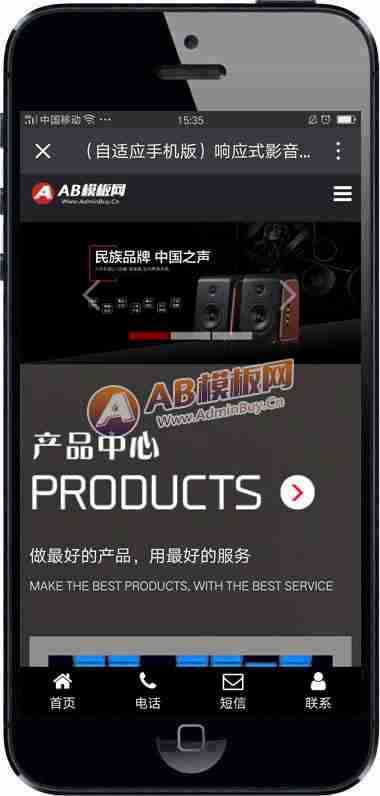 中国移动
15:35
（自适应手机版）响应式影音...
AB模板网
Www.AdminBuy.Cn
民族品牌 中国之声
AB模板网
Www.AdminBuy.Cn
产品中心
PRODUCTS
做最好的产品，用最好的服务
MAKE THE BEST PRODUCTS, WITH THE BEST SERVICE
首页 电话 短信 联系